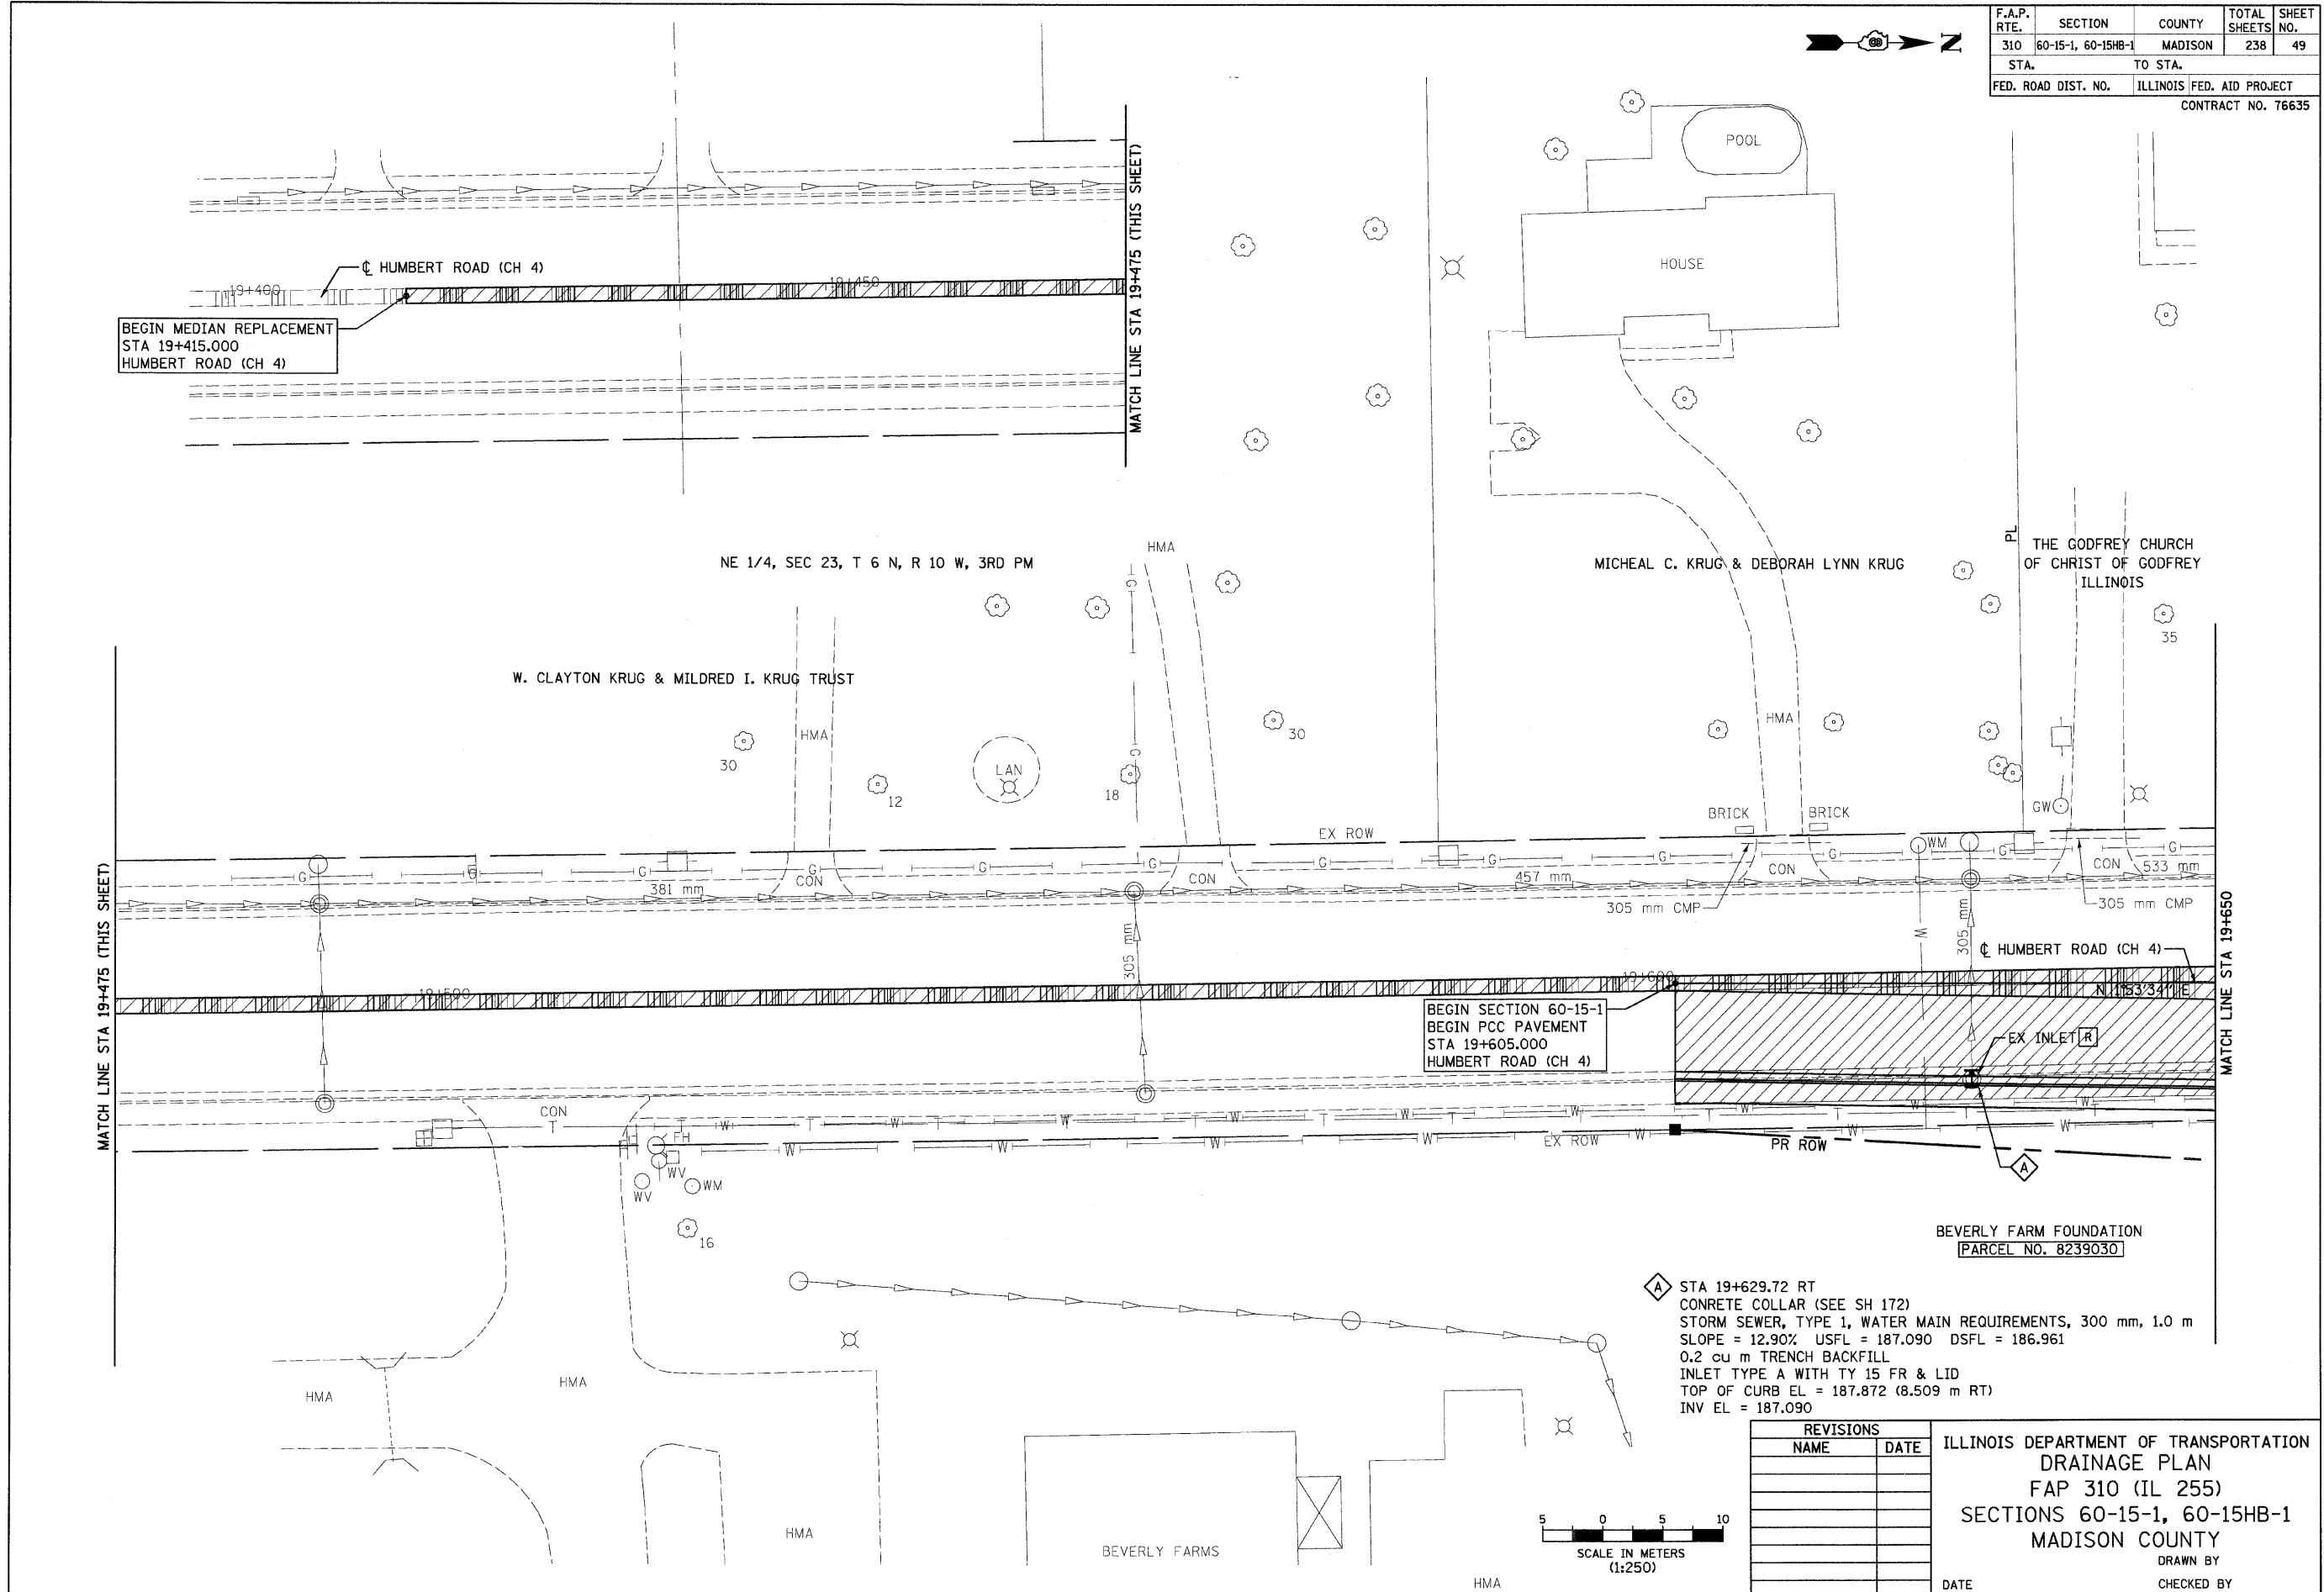 F.A.P. RTE. SECTION COUNTY TOTAL SHEETS SHEET NO.
310 60-15-1, 60-15HB-1 MADISON 238 49
STA. TO STA.
FED. ROAD DIST. NO. ILLINOIS FED. AID PROJECT
CONTRACT NO. 76635
N
POOL
HOUSE
MATCH LINE STA 19+475 (THIS SHEET)
℄ HUMBERT ROAD (CH 4)
19+400
19+450
BEGIN MEDIAN REPLACEMENT
STA 19+415.000
HUMBERT ROAD (CH 4)
NE 1/4, SEC 23, T 6 N, R 10 W, 3RD PM
HMA
G
G
MICHEAL C. KRUG & DEBORAH LYNN KRUG
PL
THE GODFREY CHURCH
OF CHRIST OF GODFREY
ILLINOIS
35
W. CLAYTON KRUG & MILDRED I. KRUG TRUST
30
HMA
12
LAN
18
30
HMA
BRICK
BRICK
GW
EX ROW
WM
G G G G G G G G G G G G
381 mm
CON
CON
457 mm
CON
CON
533 mm
305 mm CMP
305 mm CMP
MATCH LINE STA 19+475 (THIS SHEET)
305 mm
W
305 mm
℄ HUMBERT ROAD (CH 4)
MATCH LINE STA 19+650
19+500
19+600
N 1°53'34" E
BEGIN SECTION 60-15-1
BEGIN PCC PAVEMENT
STA 19+605.000
HUMBERT ROAD (CH 4)
EX INLET R
CON
T T W T W T W T W T W T W T W T W T W T
FH
WV
WV
WM
W W W W W W W
EX ROW
PR ROW
A
16
BEVERLY FARM FOUNDATION
PARCEL NO. 8239030
A STA 19+629.72 RT
CONRETE COLLAR (SEE SH 172)
STORM SEWER, TYPE 1, WATER MAIN REQUIREMENTS, 300 mm, 1.0 m
SLOPE = 12.90% USFL = 187.090 DSFL = 186.961
0.2 cu m TRENCH BACKFILL
INLET TYPE A WITH TY 15 FR & LID
TOP OF CURB EL = 187.872 (8.509 m RT)
INV EL = 187.090
HMA
HMA
HMA
BEVERLY FARMS
HMA
5 0 5 10
SCALE IN METERS
(1:250)
REVISIONS
NAME DATE
ILLINOIS DEPARTMENT OF TRANSPORTATION
DRAINAGE PLAN
FAP 310 (IL 255)
SECTIONS 60-15-1, 60-15HB-1
MADISON COUNTY
DRAWN BY
DATE CHECKED BY